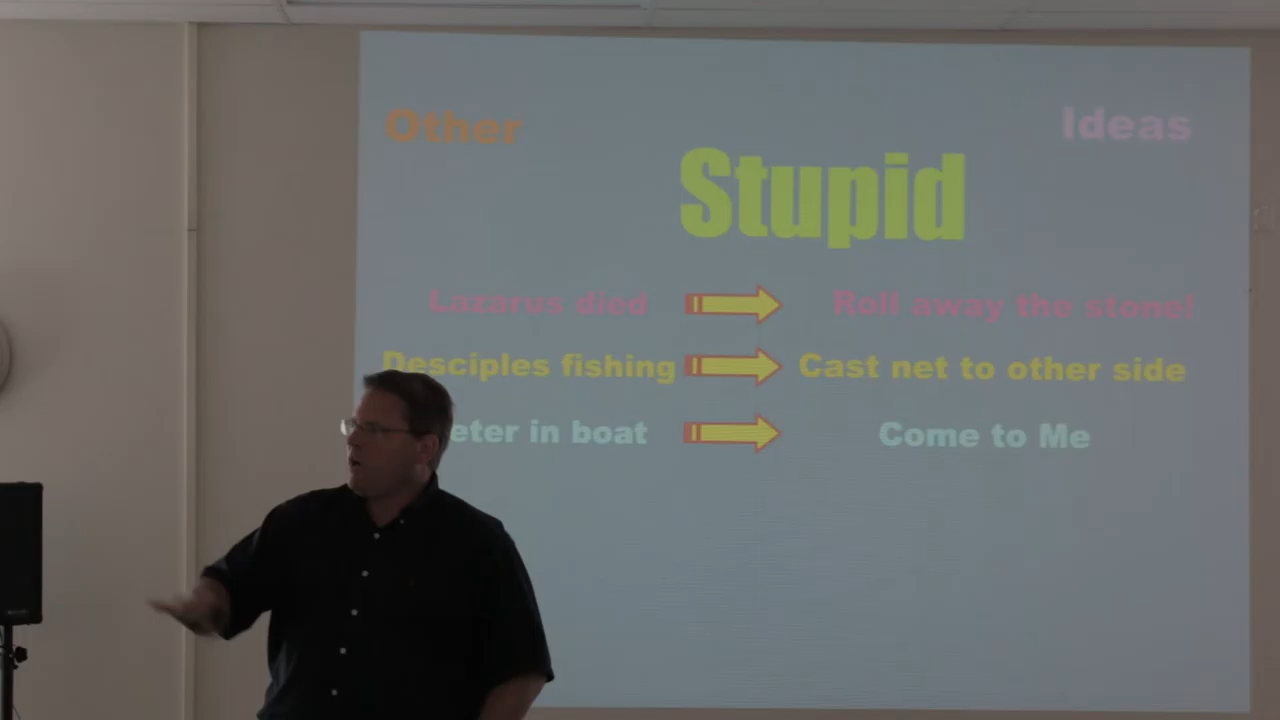 Other Ideas
Stupid
Lazarus died Roll away the stone!
Desciples fishing Cast net to other side
eter in boat Come to Me